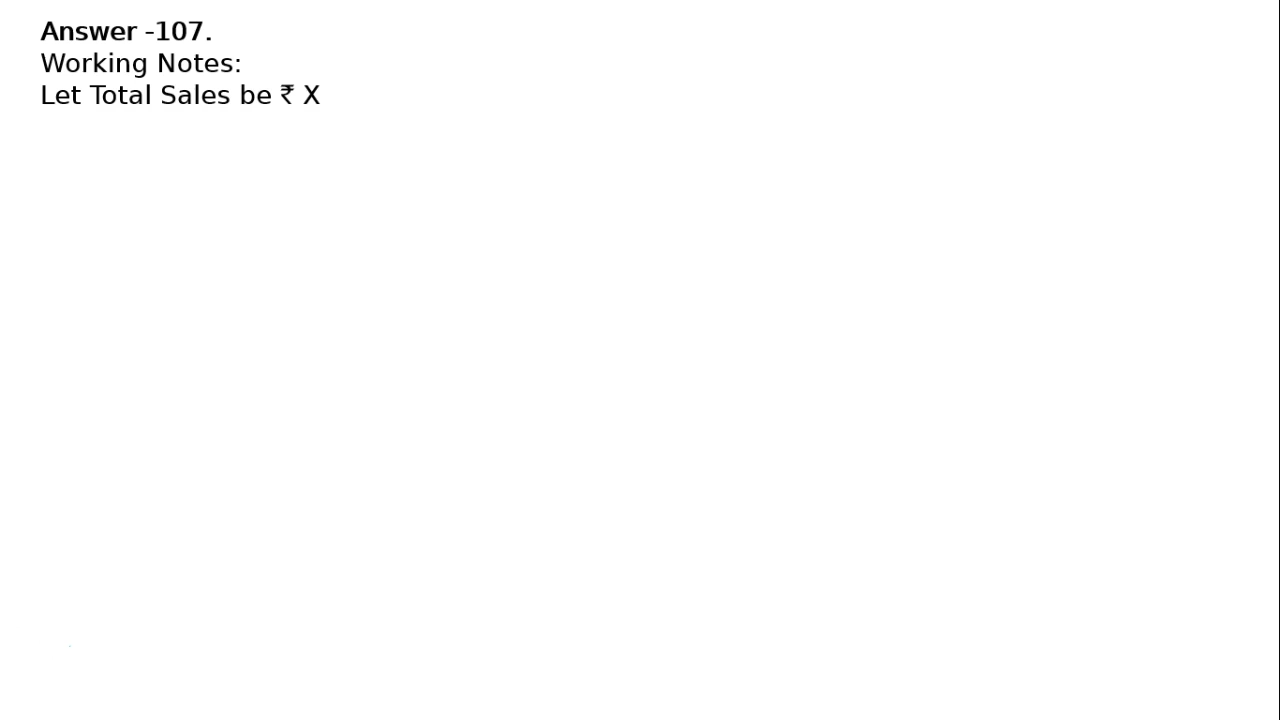 Answer -107.
Working Notes:
Let Total Sales be ₹ X